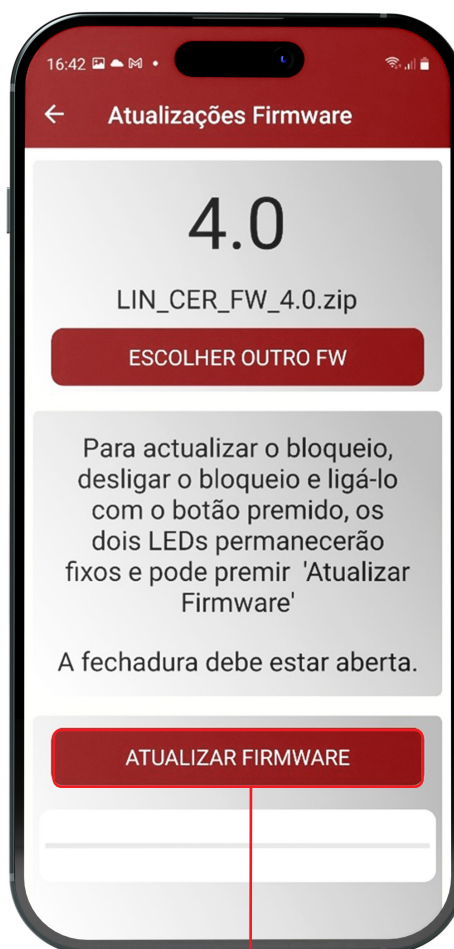 16:42
Atualizações Firmware
4.0
LIN_CER_FW_4.0.zip
ESCOLHER OUTRO FW
Para actualizar o bloqueio,
desligar o bloqueio e ligá-lo
com o botão premido, os
dois LEDs permanecerão
fixos e pode premir 'Atualizar
Firmware'
A fechadura debe estar aberta.
ATUALIZAR FIRMWARE